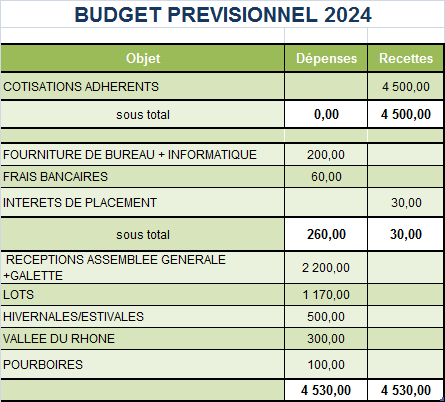 BUDGET PREVISIONNEL 2024
Objet Dépenses Recettes
COTISATIONS ADHERENTS 4 500,00
sous total 0,00 4 500,00
FOURNITURE DE BUREAU + INFORMATIQUE 200,00
FRAIS BANCAIRES 60,00
INTERETS DE PLACEMENT 30,00
sous total 260,00 30,00
RECEPTIONS ASSEMBLEE GENERALE
+GALETTE 2 200,00
LOTS 1 170,00
HIVERNALES/ESTIVALES 500,00
VALLEE DU RHONE 300,00
POURBOIRES 100,00
4 530,00 4 530,00